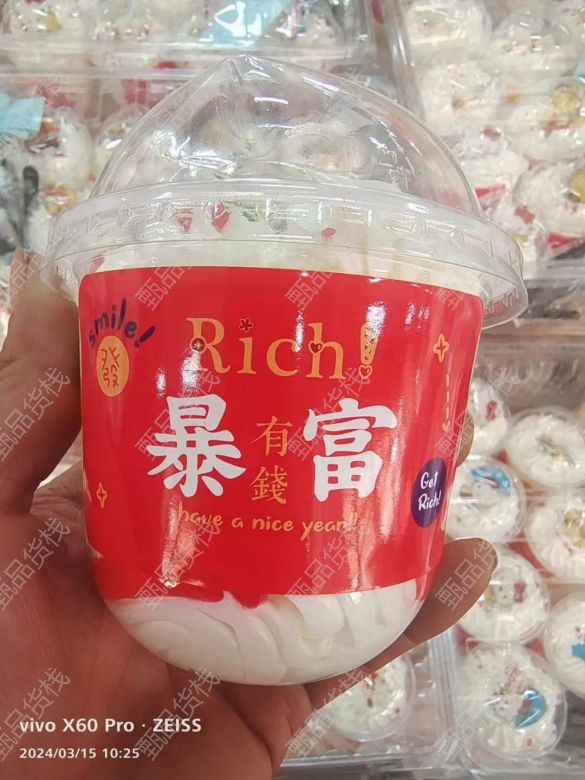 smile!
發
Rich!
暴有錢富
have a nice year!
Get
Rich!
vivo X60 Pro · ZEISS
2024/03/15 10:25
甄品货栈